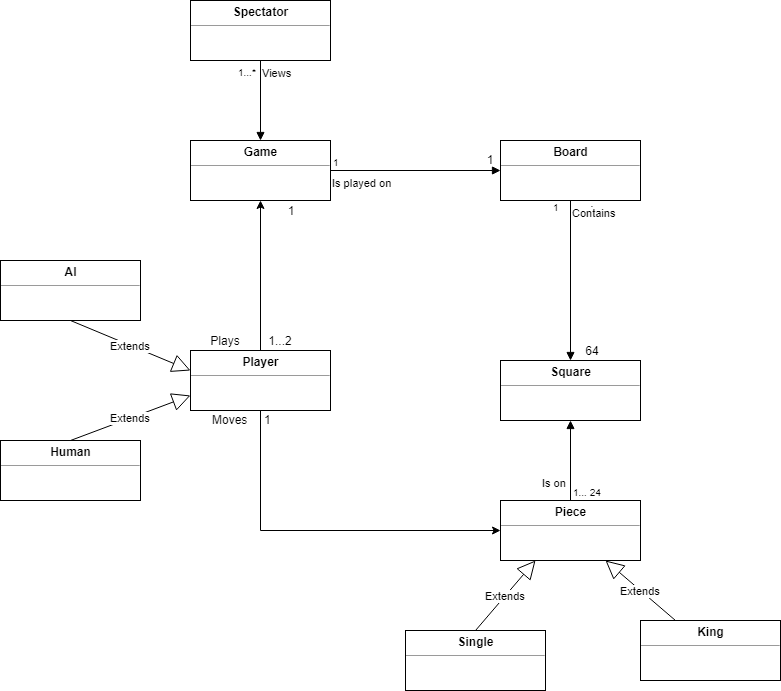 Spectator
1...* Views
Game
Board
1
1
Is played on
1
1
Contains
AI
Extends
Plays
1...2
64
Player
Square
Extends
Moves
1
Human
Is on
1... 24
Piece
Extends
Extends
Single
King